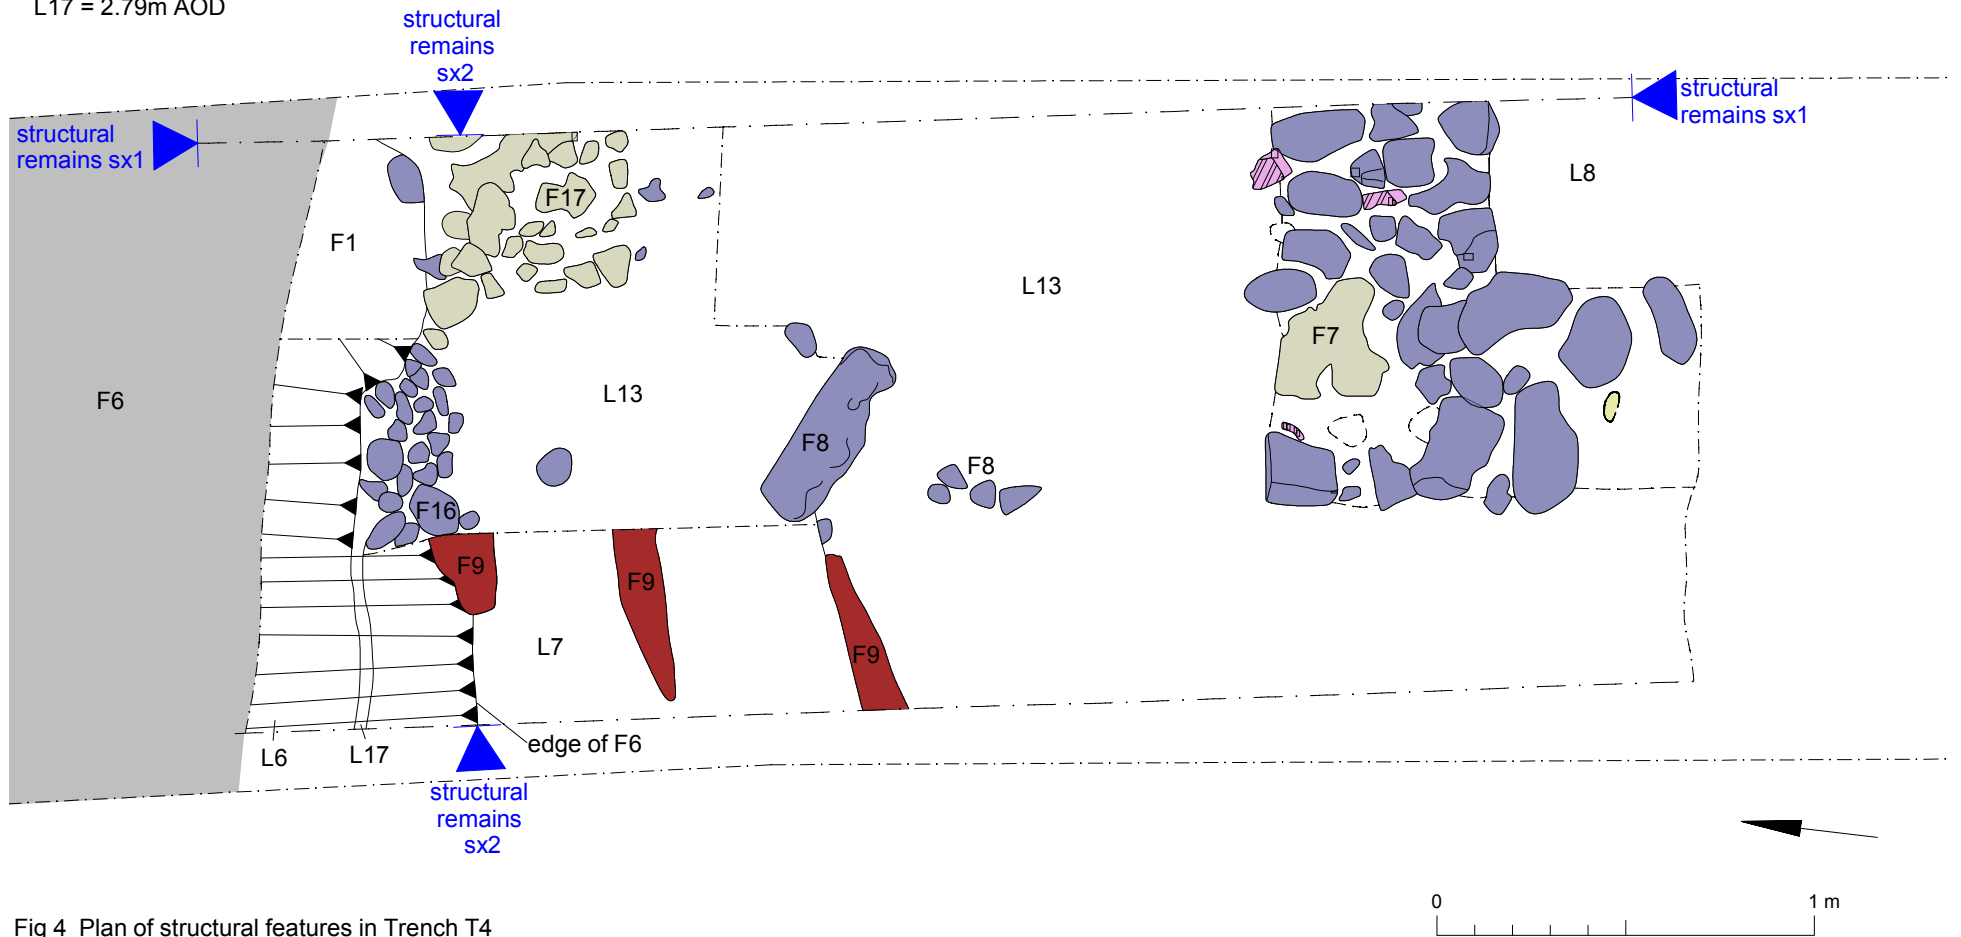 L17 = 2.79m AOD
structural
remains
sx2
structural
remains sx1
structural
remains sx1
F17
L8
F1
L13
F7
F6
L13
F8
F8
F16
F9
F9
L7
F9
edge of F6
L6
L17
structural
remains
sx2
0
1 m
Fig 4 Plan of structural features in Trench T4